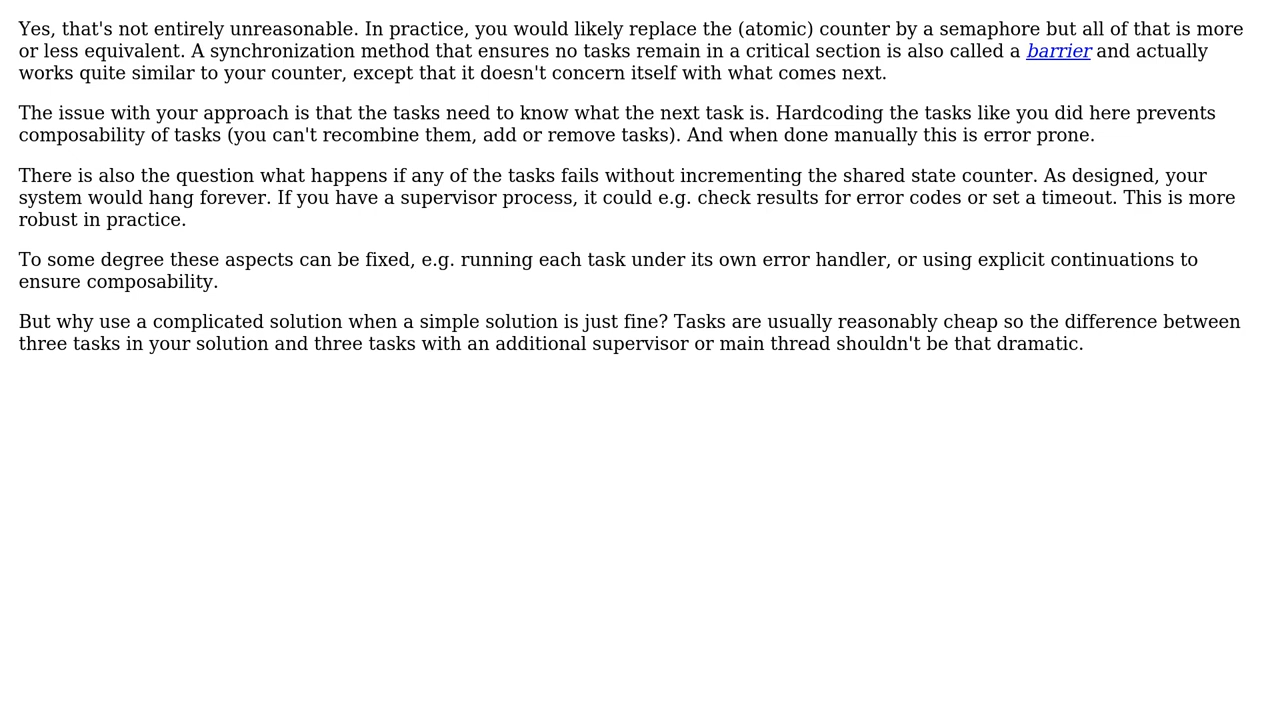 Yes, that's not entirely unreasonable. In practice, you would likely replace the (atomic) counter by a semaphore but all of that is more
or less equivalent. A synchronization method that ensures no tasks remain in a critical section is also called a barrier and actually
works quite similar to your counter, except that it doesn't concern itself with what comes next.
The issue with your approach is that the tasks need to know what the next task is. Hardcoding the tasks like you did here prevents
composability of tasks (you can't recombine them, add or remove tasks). And when done manually this is error prone.
There is also the question what happens if any of the tasks fails without incrementing the shared state counter. As designed, your
system would hang forever. If you have a supervisor process, it could e.g. check results for error codes or set a timeout. This is more
robust in practice.
To some degree these aspects can be fixed, e.g. running each task under its own error handler, or using explicit continuations to
ensure composability.
But why use a complicated solution when a simple solution is just fine? Tasks are usually reasonably cheap so the difference between
three tasks in your solution and three tasks with an additional supervisor or main thread shouldn't be that dramatic.